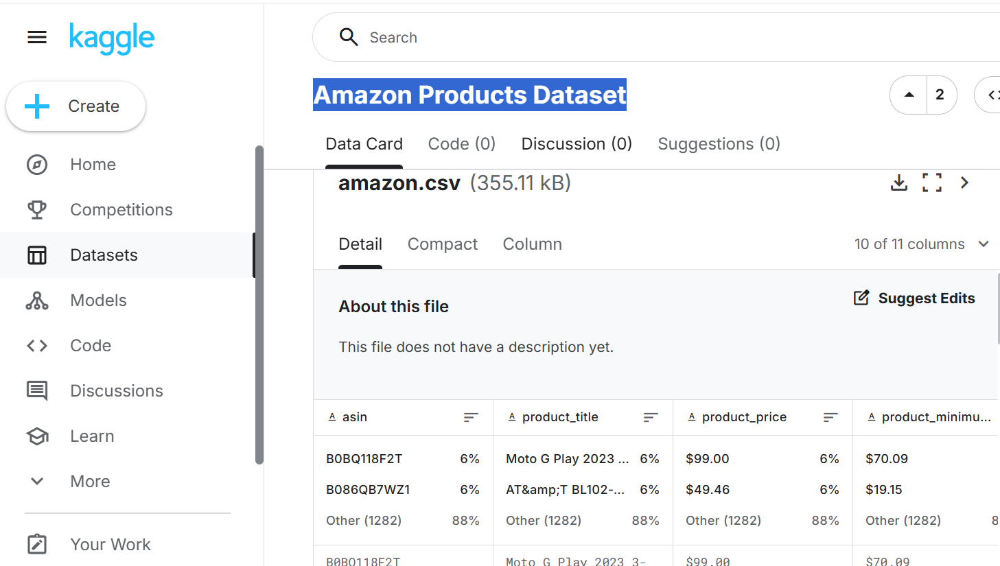 kaggle
Search
Create
Amazon Products Dataset
2
Data Card
Code (0)
Discussion (0)
Suggestions (0)
Home
Competitions
Datasets
Models
Code
Discussions
Learn
More
Your Work
amazon.csv (355.11 kB)
Detail
Compact
Column
10 of 11 columns
About this file
Suggest Edits
This file does not have a description yet.
A asin
A product_title
A product_price
A product_minimu...
B0BQ118F2T 6%
Moto G Play 2023 ... 6%
$99.00 6%
$70.09
B086QB7WZ1 6%
AT&amp;T BL102-... 6%
$49.46 6%
$19.15
Other (1282) 88%
Other (1282) 88%
Other (1282) 88%
Other (1282) 8
B0BQ118F2T
Moto G Play 2023 3-
$99.00
$70.09